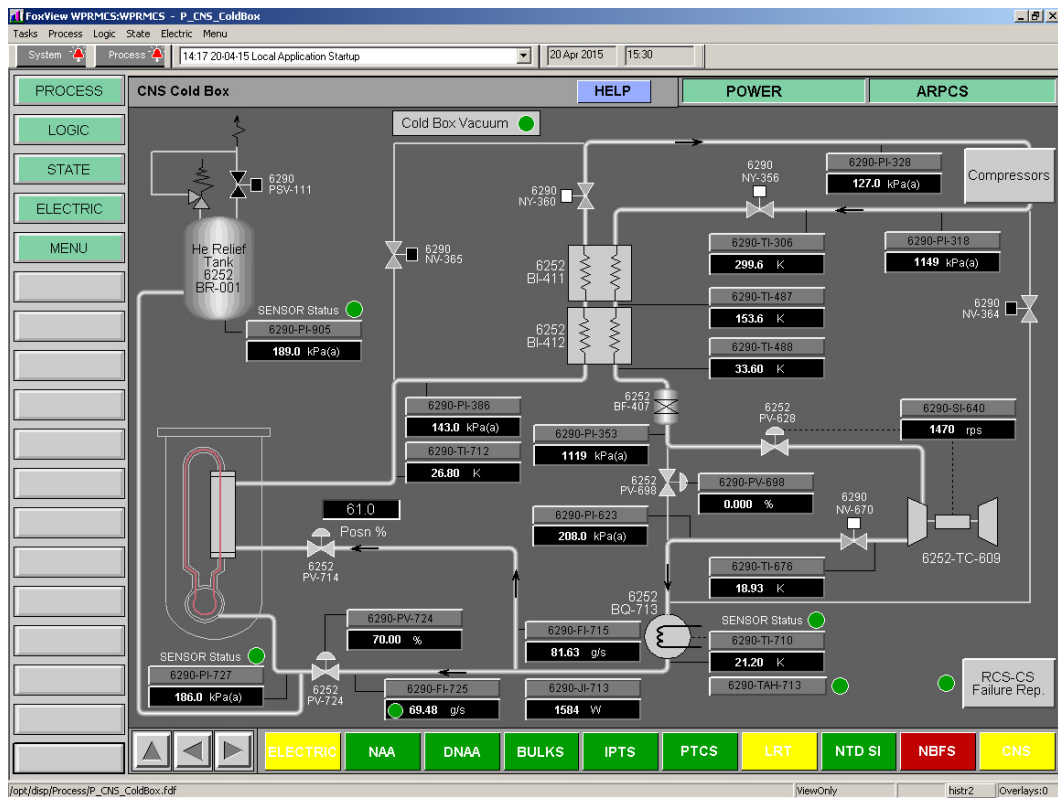 FoxView WPRMCS:WPRMCS - P_CNS_ColdBox
Tasks Process Logic State Electric Menu
System Process 14:17 20-04-15 Local Application Startup 20 Apr 2015 15:30
PROCESS
LOGIC
STATE
ELECTRIC
MENU
CNS Cold Box HELP POWER ARPCS
Cold Box Vacuum
6290
PSV-111
He Relief
Tank
6252
BR-001
SENSOR Status
6290-PI-905
189.0 kPa(a)
6290
NV-365
6290
NY-360
6290
NY-356
6290-PI-328
127.0 kPa(a)
Compressors
6290-TI-306
299.6 K
6290-PI-318
1149 kPa(a)
6252
BI-411
6290-TI-487
153.6 K
6290
NV-364
6252
BI-412
6290-TI-488
33.60 K
6290-PI-386
143.0 kPa(a)
6290-TI-712
26.80 K
6252
BF-407
6290-PI-353
1119 kPa(a)
6252
PV-628
6290-SI-640
1470 rps
6252
PV-698
6290-PV-698
0.000 %
6290
NV-670
6252-TC-609
61.0
Posn %
6252
PV-714
6290-PI-623
208.0 kPa(a)
6290-TI-676
18.93 K
6252
BQ-713
SENSOR Status
6290-TI-710
21.20 K
6290-TAH-713
6290-PV-724
70.00 %
6290-FI-715
81.63 g/s
SENSOR Status
6290-PI-727
186.0 kPa(a)
6252
PV-724
6290-FI-725
69.48 g/s
6290-JI-713
1584 W
RCS-CS
Failure Rep.
ELECTRIC NAA DNAA BULKS IPTS PTCS LRT NTD SI NBFS CNS
/opt/disp/Process/P_CNS_ColdBox.fdf ViewOnly histr2 Overlays:0